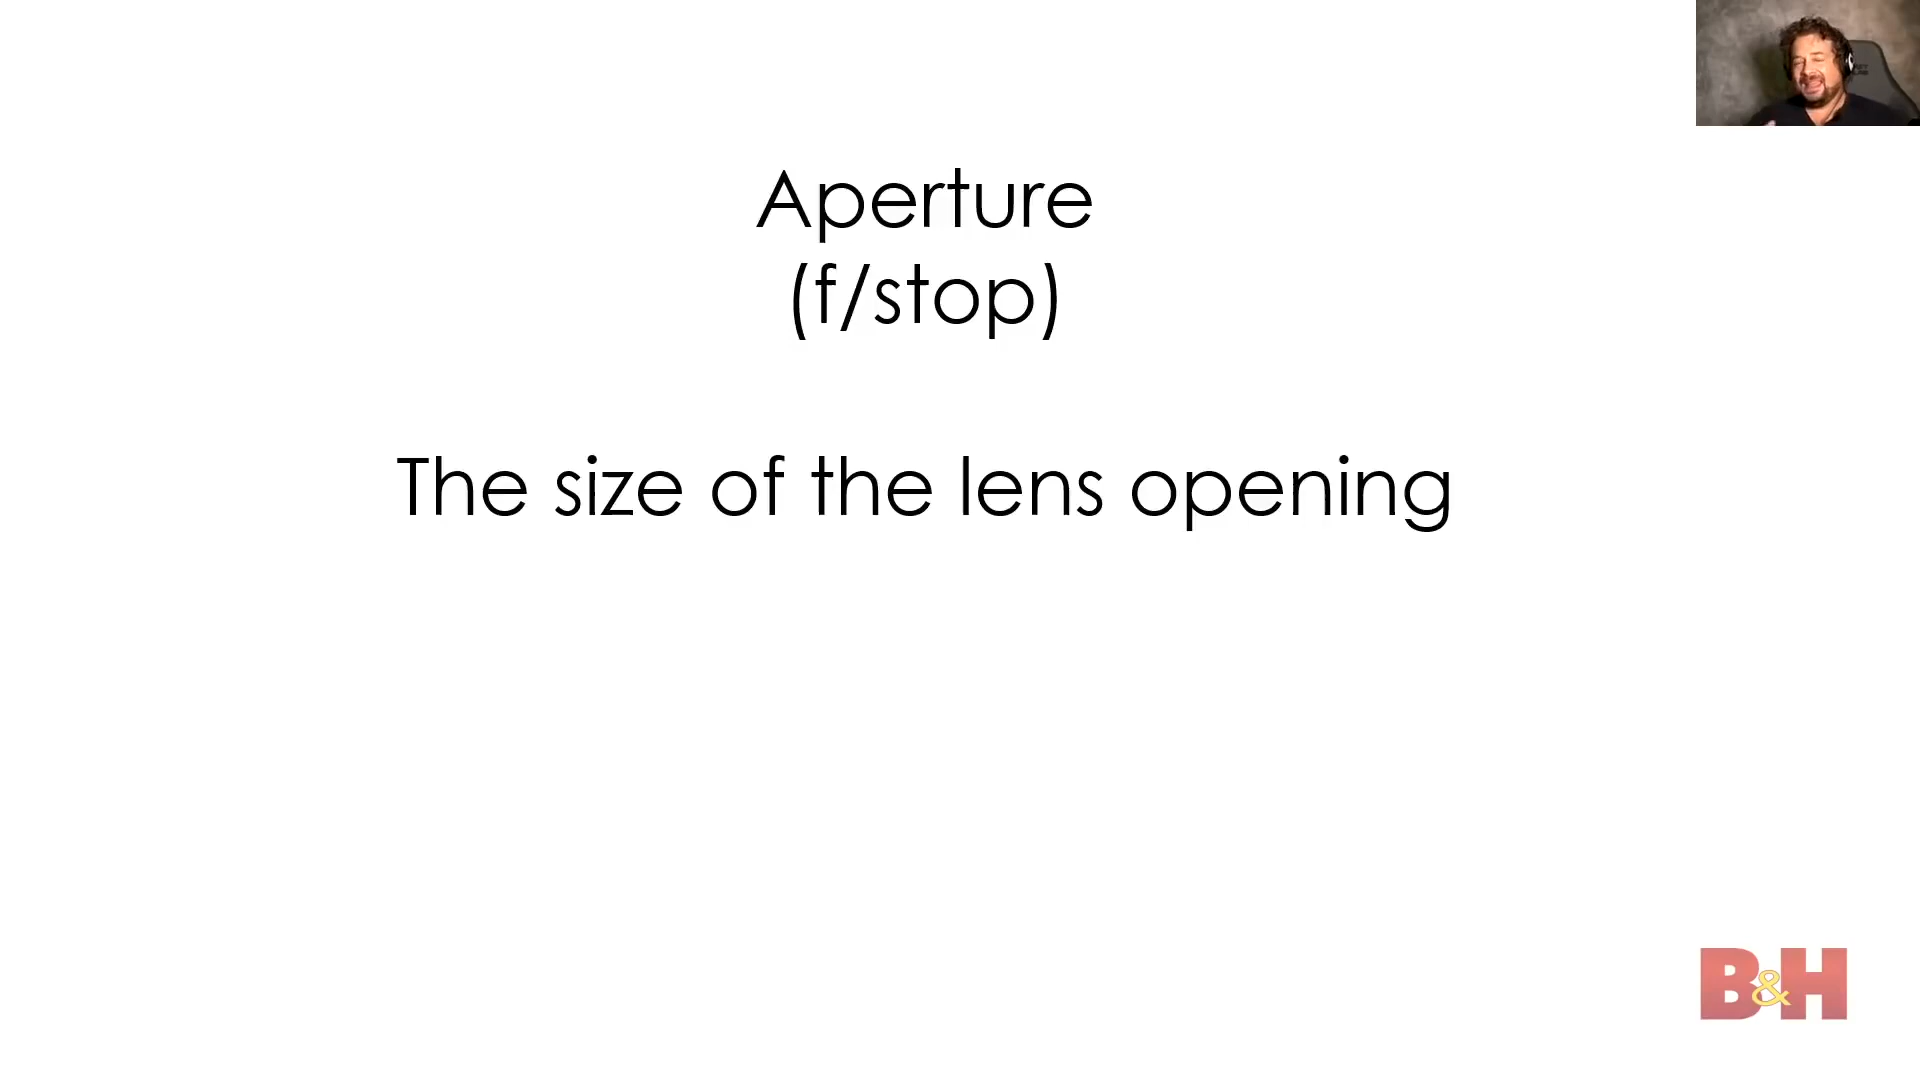 Aperture
(f/stop)
The size of the lens opening
B&H